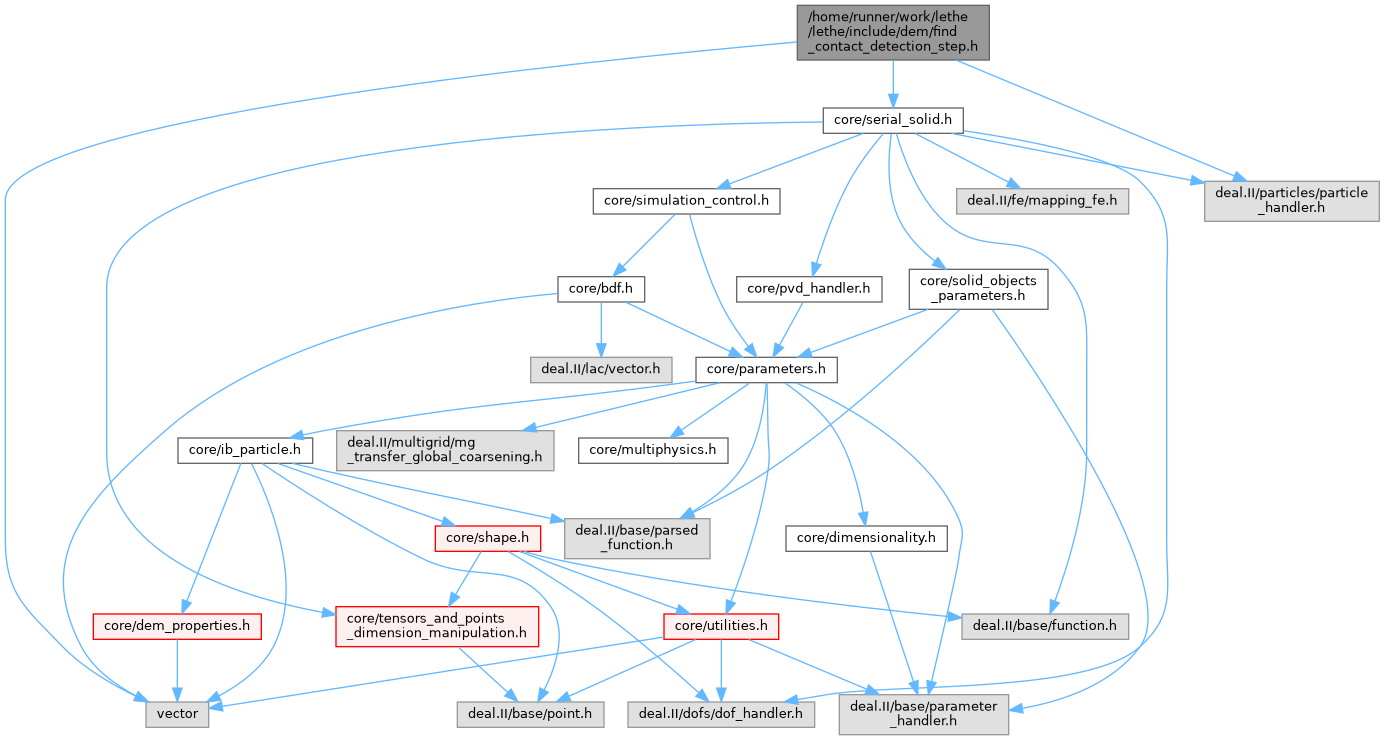 /home/runner/work/lethe
/lethe/include/dem/find
_contact_detection_step.h
core/serial_solid.h
core/simulation_control.h
deal.II/fe/mapping_fe.h
deal.II/particles/particle
_handler.h
core/bdf.h
core/pvd_handler.h
core/solid_objects
_parameters.h
deal.II/lac/vector.h
core/parameters.h
core/ib_particle.h
deal.II/multigrid/mg
_transfer_global_coarsening.h
core/multiphysics.h
core/shape.h
deal.II/base/parsed
_function.h
core/dimensionality.h
core/dem_properties.h
core/tensors_and_points
_dimension_manipulation.h
core/utilities.h
deal.II/base/function.h
vector
deal.II/base/point.h
deal.II/dofs/dof_handler.h
deal.II/base/parameter
_handler.h